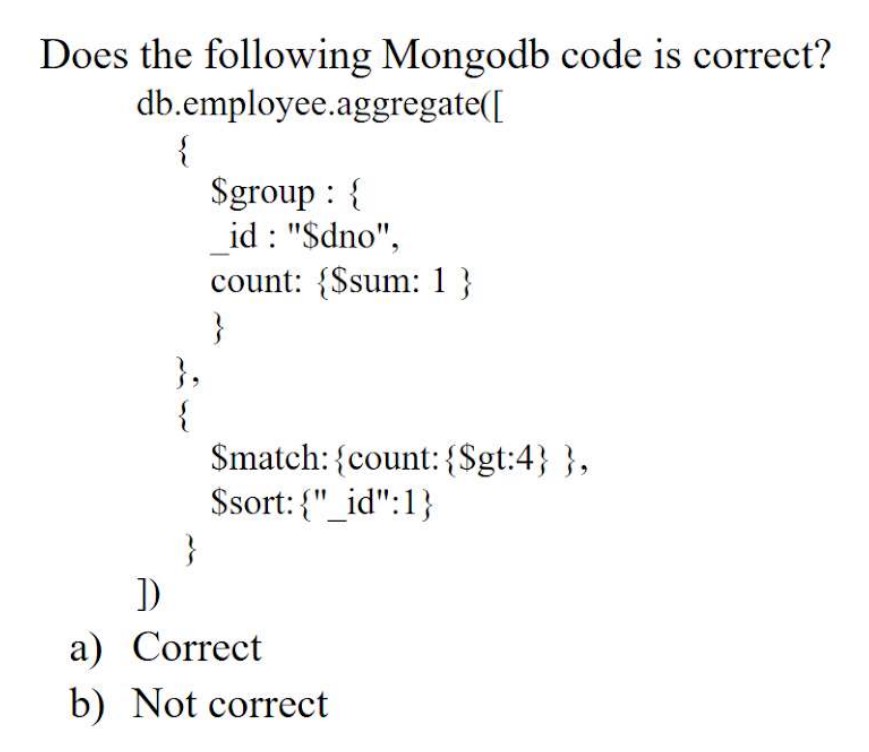 Does the following Mongodb code is correct?
db.employee.aggregate([
{
$group : {
_id : "$dno",
count: {$sum: 1 }
}
},
{
$match:{count:{$gt:4} },
$sort:{"_id":1}
}
])
a) Correct
b) Not correct